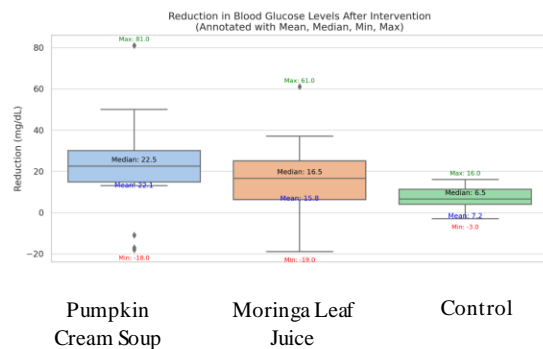 Reduction in Blood Glucose Levels After Intervention
(Annotated with Mean, Median, Min, Max)
Reduction (mg/dL)
80
60
40
20
0
−20
Max: 81.0
Median: 22.5
Mean: 22.1
Min: -18.0
Max: 61.0
Median: 16.5
Mean: 15.8
Min: -19.0
Max: 16.0
Median: 6.5
Mean: 7.2
Min: -3.0
Pumpkin
Cream Soup
Moringa Leaf
Juice
Control